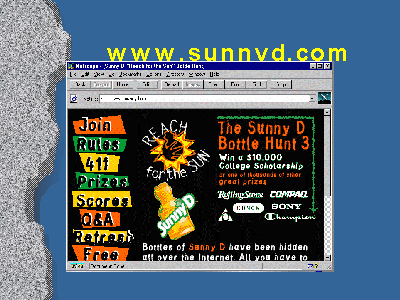 www.sunnyd.com
Netscape - [Sunny D "Reach for the Sun" Bottle Hunt]
Join
Rules
411
Prizes
Scores
Q&A
Refresh
Free
REACH
for the SUN
Sunny D
The Sunny D
Bottle Hunt 3
Win a $10,000
College Scholarship
or one of thousands of other
great prizes
RollingStone COMPAQ
SONY
Champion
Bottles of Sunny D have been hidden
all over the Internet. All you have to